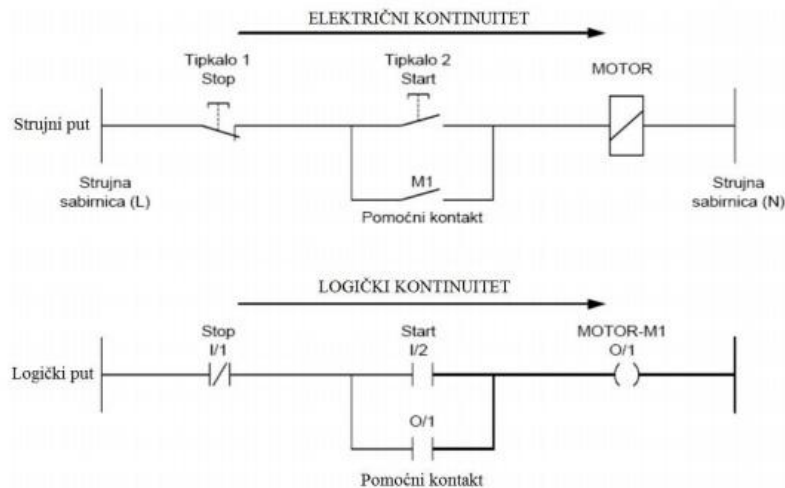 ELEKTRIČNI KONTINUITET
Tipkalo 1
Stop
Tipkalo 2
Start
MOTOR
Strujni put
M1
Pomoćni kontakt
Strujna
sabirnica (L)
Strujna
sabirnica (N)
LOGIČKI KONTINUITET
Stop
I/1
Start
I/2
MOTOR-M1
O/1
Logički put
O/1
Pomoćni kontakt